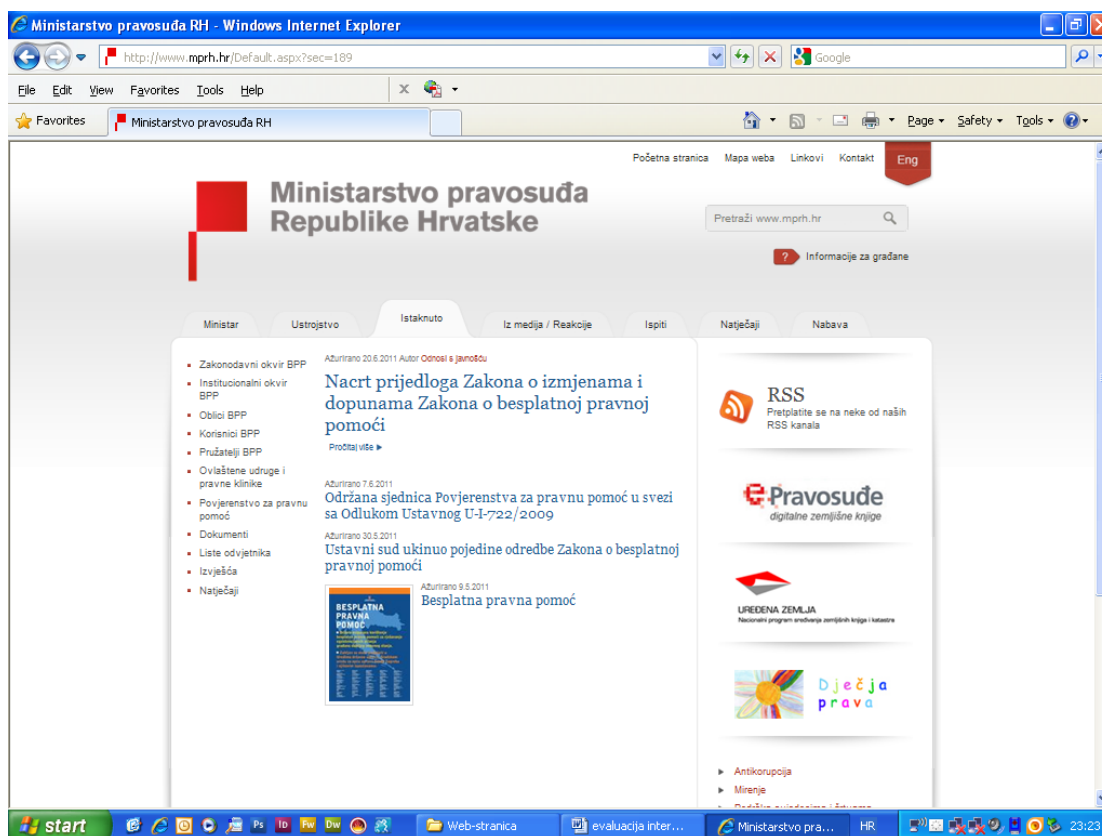 Ministarstvo pravosuđa RH - Windows Internet Explorer
http://www.mprh.hr/Default.aspx?sec=189
Google
File Edit View Favorites Tools Help
Favorites
Ministarstvo pravosuđa RH
Page Safety Tools
Početna stranica Mapa weba Linkovi Kontakt Eng
Ministarstvo pravosuđa
Republike Hrvatske
Pretraži www.mprh.hr
? Informacije za građane
Ministar Ustrojstvo Istaknuto Iz medija / Reakcije Ispiti Natječaji Nabava
Zakonodavni okvir BPP
Institucionalni okvir
BPP
Oblici BPP
Korisnici BPP
Pružatelji BPP
Ovlaštene udruge i
pravne klinike
Povjerenstvo za pravnu
pomoć
Dokumenti
Liste odvjetnika
Izvješća
Natječaji
Ažurirano 20.6.2011 Autor Odnosi s javnošću
Nacrt prijedloga Zakona o izmjenama i
dopunama Zakona o besplatnoj pravnoj
pomoći
Pročitaj više
Ažurirano 7.6.2011
Održana sjednica Povjerenstva za pravnu pomoć u svezi
sa Odlukom Ustavnog U-I-722/2009
Ažurirano 30.5.2011
Ustavni sud ukinuo pojedine odredbe Zakona o besplatnoj
pravnoj pomoći
Ažurirano 9.5.2011
Besplatna pravna pomoć
BESPLATNA
PRAVNA
POMOĆ
RSS
Pretplatite se na neke od naših
RSS kanala
e-Pravosuđe
digitalne zemljišne knjige
UREĐENA ZEMLJA
Nacionalni program sređivanja zemljišnih knjiga i katastra
Dječja
prava
Antikorupcija
Mirenje
start
Ps Id Fw Dw
Web-stranica
evaluacija inter...
Ministarstvo pra...
HR
23:23